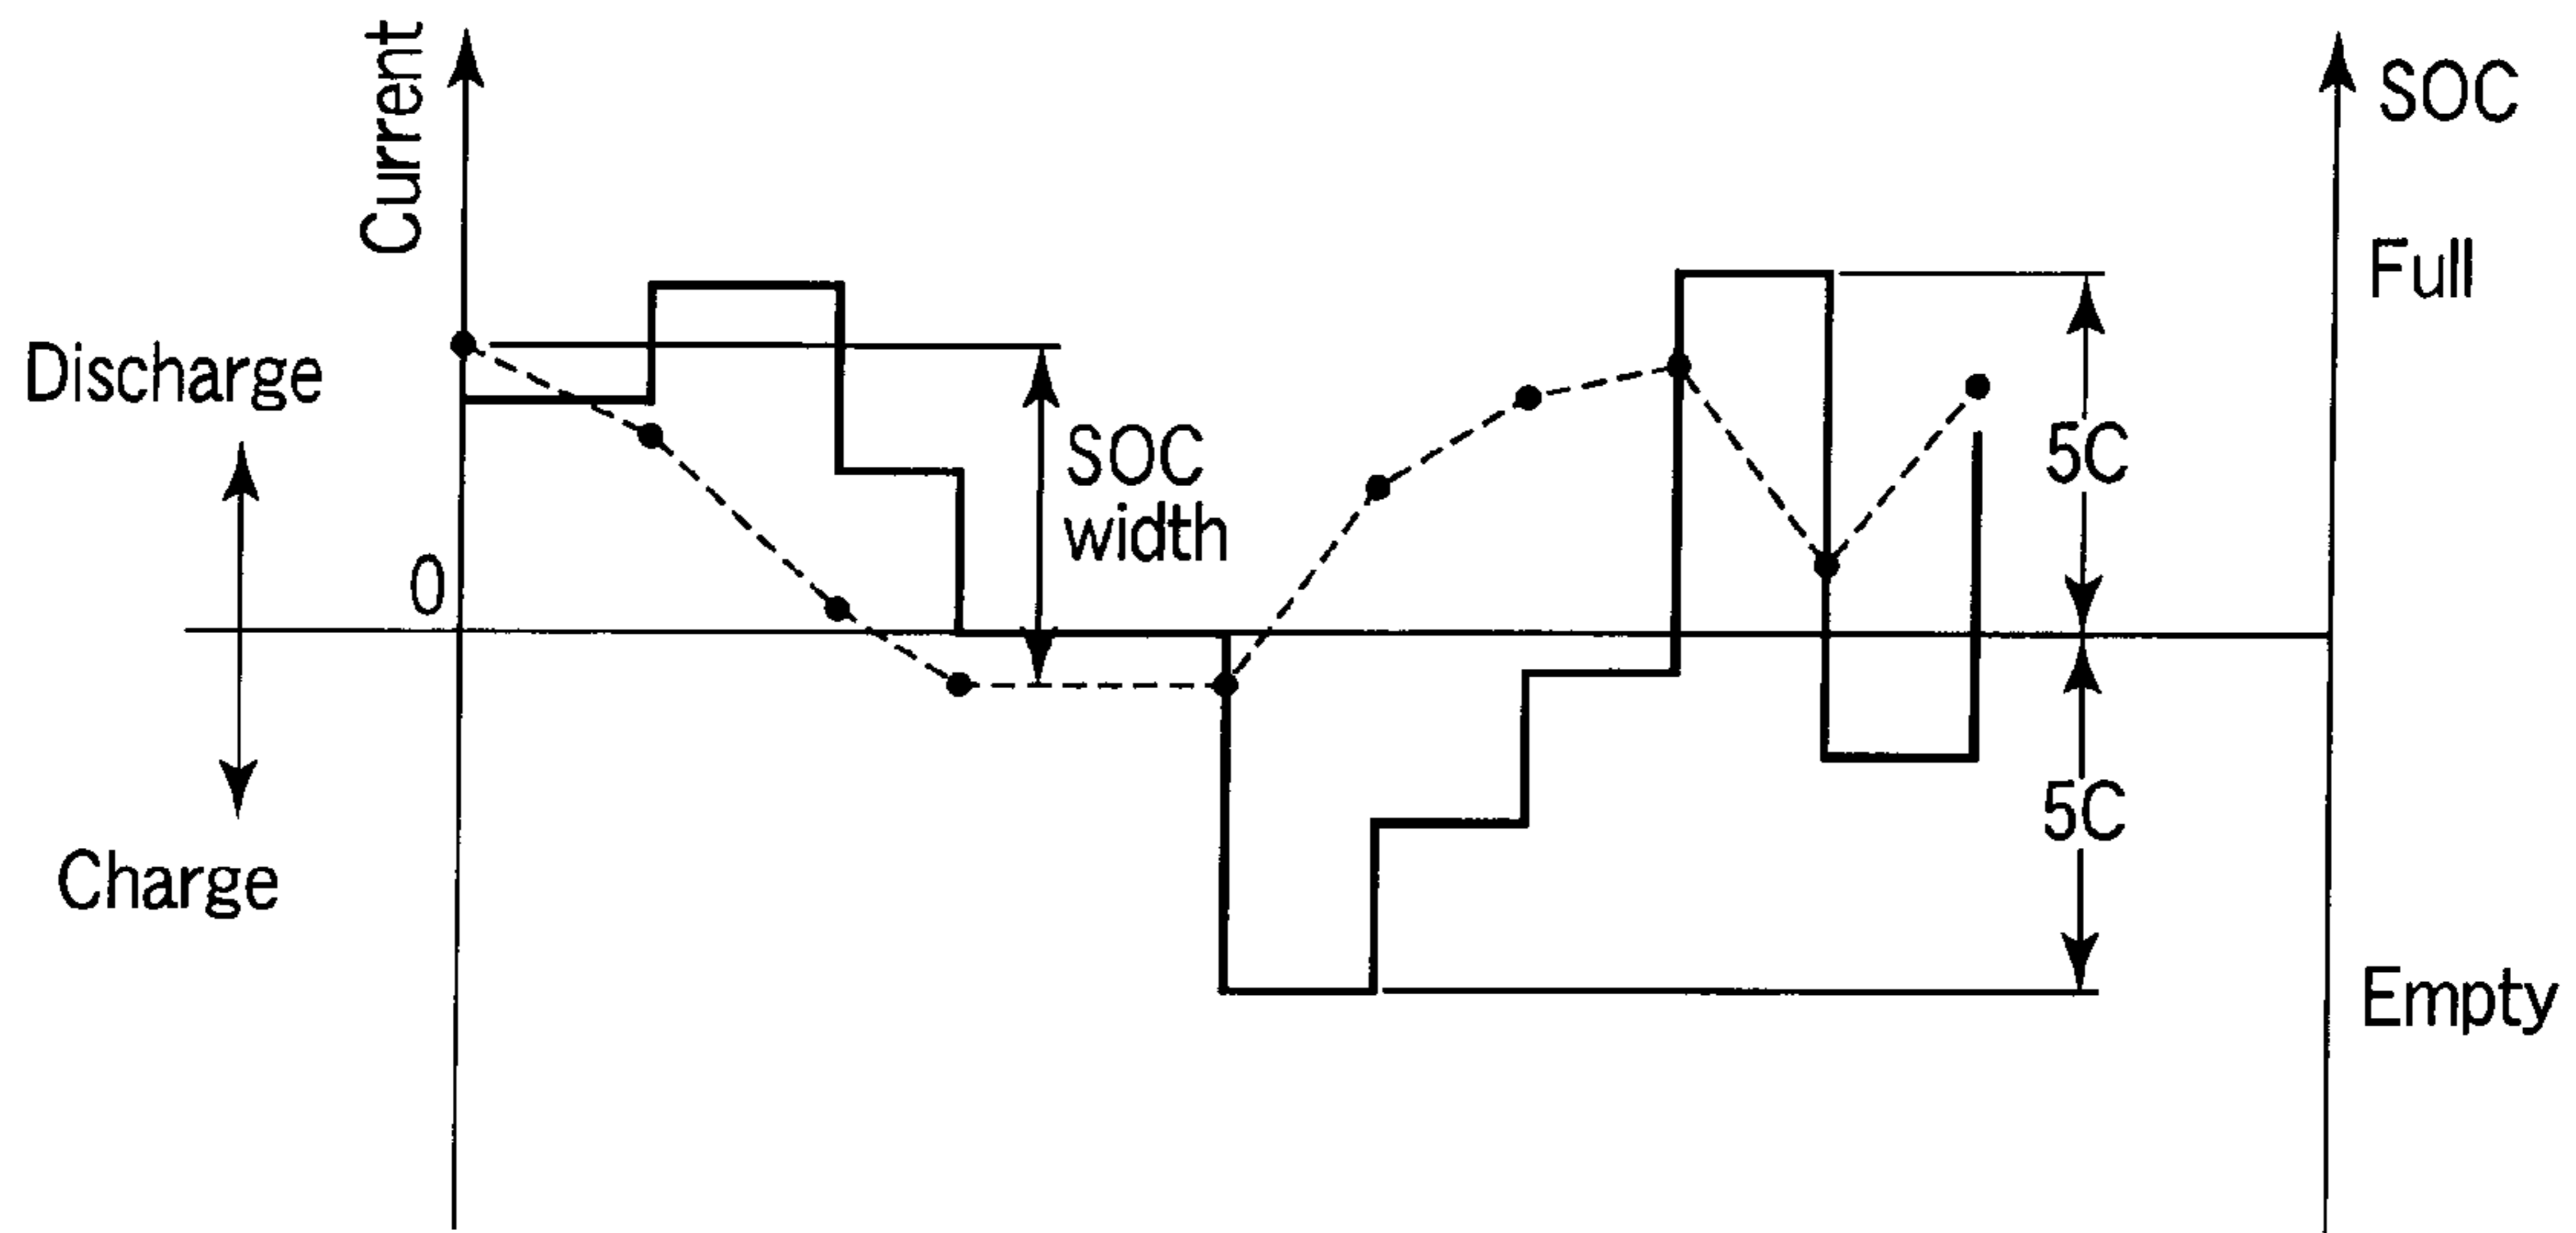 Current
SOC
Full
Discharge
SOC
width
5C
0
5C
Charge
Empty